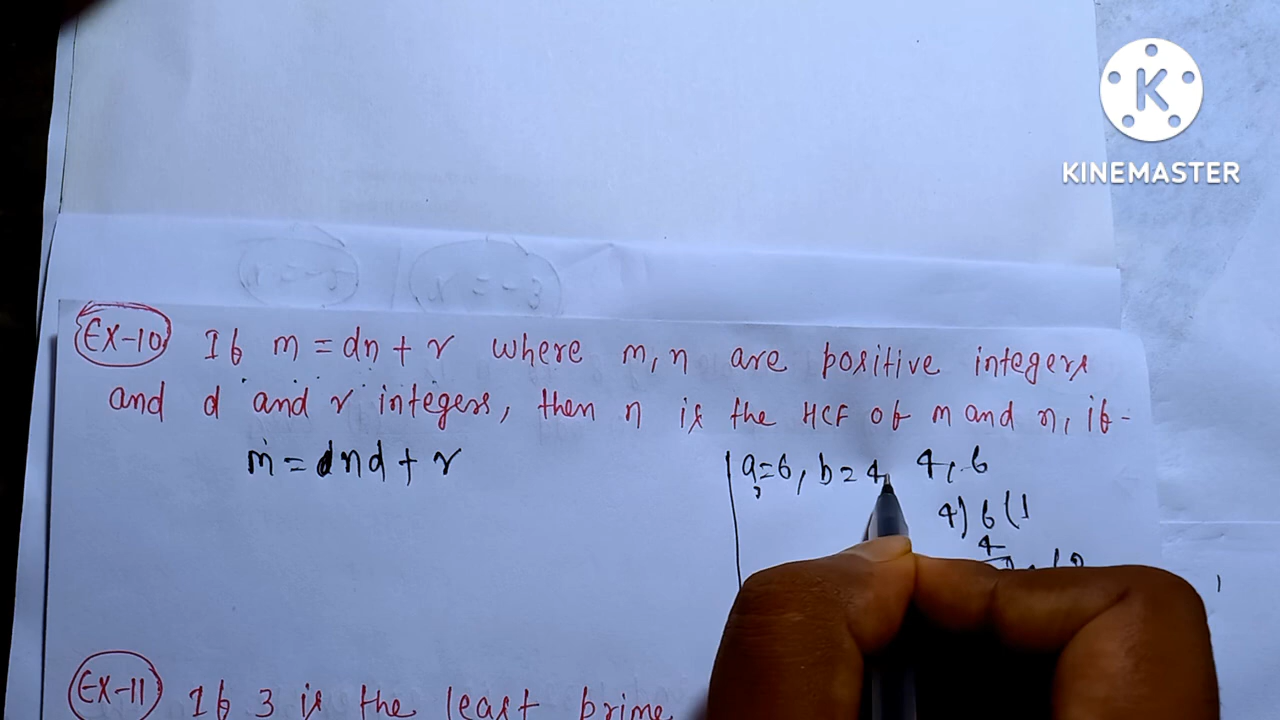 K
KINEMASTER
EX-10 If m = dn + r where m, n are positive integers
and d and r integers, then n is the HCF of m and n, if -
m = nd + r
a=6, b=4 4, 6
4) 6 (1
4
EX-11 If 3 is the least prime